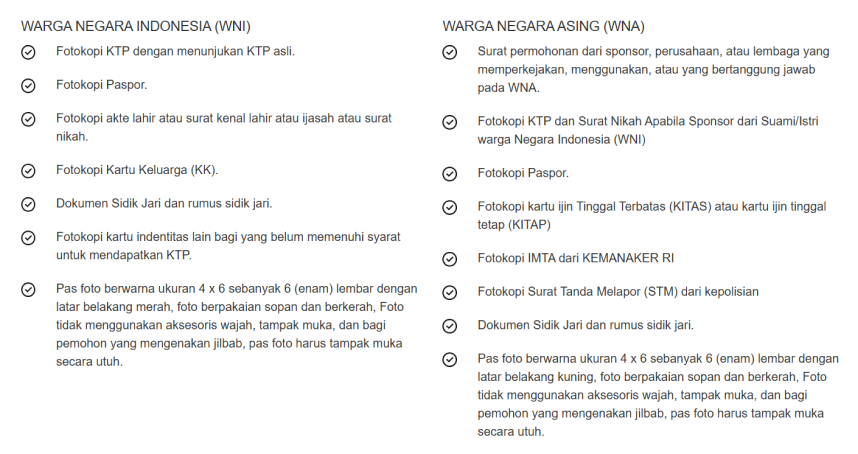 WARGA NEGARA INDONESIA (WNI)
Fotokopi KTP dengan menunjukan KTP asli.
Fotokopi Paspor.
Fotokopi akte lahir atau surat kenal lahir atau ijasah atau surat
nikah.
Fotokopi Kartu Keluarga (KK).
Dokumen Sidik Jari dan rumus sidik jari.
Fotokopi kartu indentitas lain bagi yang belum memenuhi syarat
untuk mendapatkan KTP.
Pas foto berwarna ukuran 4 x 6 sebanyak 6 (enam) lembar dengan
latar belakang merah, foto berpakaian sopan dan berkerah, Foto
tidak menggunakan aksesoris wajah, tampak muka, dan bagi
pemohon yang mengenakan jilbab, pas foto harus tampak muka
secara utuh.
WARGA NEGARA ASING (WNA)
Surat permohonan dari sponsor, perusahaan, atau lembaga yang
memperkejakan, menggunakan, atau yang bertanggung jawab
pada WNA.
Fotokopi KTP dan Surat Nikah Apabila Sponsor dari Suami/Istri
warga Negara Indonesia (WNI)
Fotokopi Paspor.
Fotokopi kartu ijin Tinggal Terbatas (KITAS) atau kartu ijin tinggal
tetap (KITAP)
Fotokopi IMTA dari KEMANAKER RI
Fotokopi Surat Tanda Melapor (STM) dari kepolisian
Dokumen Sidik Jari dan rumus sidik jari.
Pas foto berwarna ukuran 4 x 6 sebanyak 6 (enam) lembar dengan
latar belakang kuning, foto berpakaian sopan dan berkerah, Foto
tidak menggunakan aksesoris wajah, tampak muka, dan bagi
pemohon yang mengenakan jilbab, pas foto harus tampak muka
secara utuh.